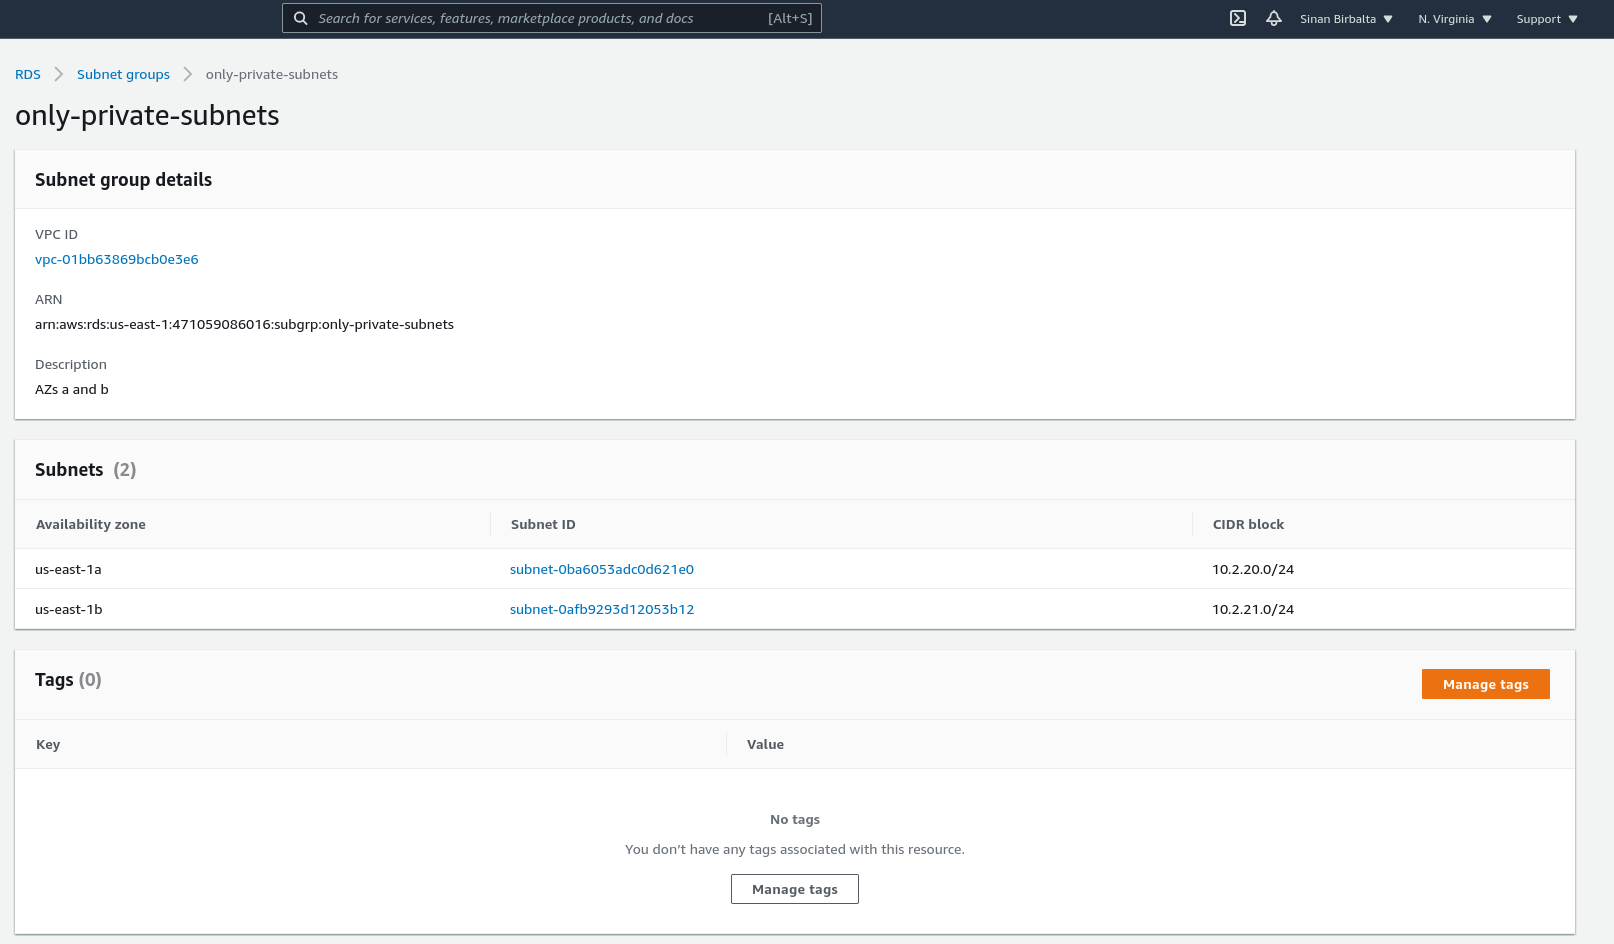 Search for services, features, marketplace products, and docs [Alt+S] Sinan Birbalta N. Virginia Support
RDS Subnet groups only-private-subnets
only-private-subnets
Subnet group details
VPC ID
vpc-01bb63869bcb0e3e6
ARN
arn:aws:rds:us-east-1:471059086016:subgrp:only-private-subnets
Description
AZs a and b
Subnets (2)
Availability zone Subnet ID CIDR block
us-east-1a subnet-0ba6053adc0d621e0 10.2.20.0/24
us-east-1b subnet-0afb9293d12053b12 10.2.21.0/24
Tags (0) Manage tags
Key Value
No tags
You don’t have any tags associated with this resource.
Manage tags